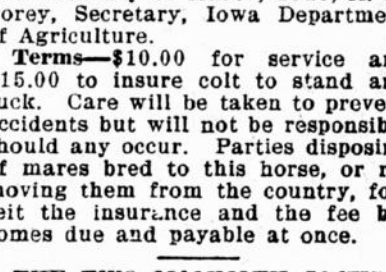 orey, Secretary, Iowa Departme
f Agriculture.
Terms—$10.00 for service a
15.00 to insure colt to stand a
uck. Care will be taken to preve
ccidents but will not be responsib
hould any occur. Parties disposin
f mares bred to this horse, or r
noving them from the country, fo
eit the insurance and the fee b
omes due and payable at once.